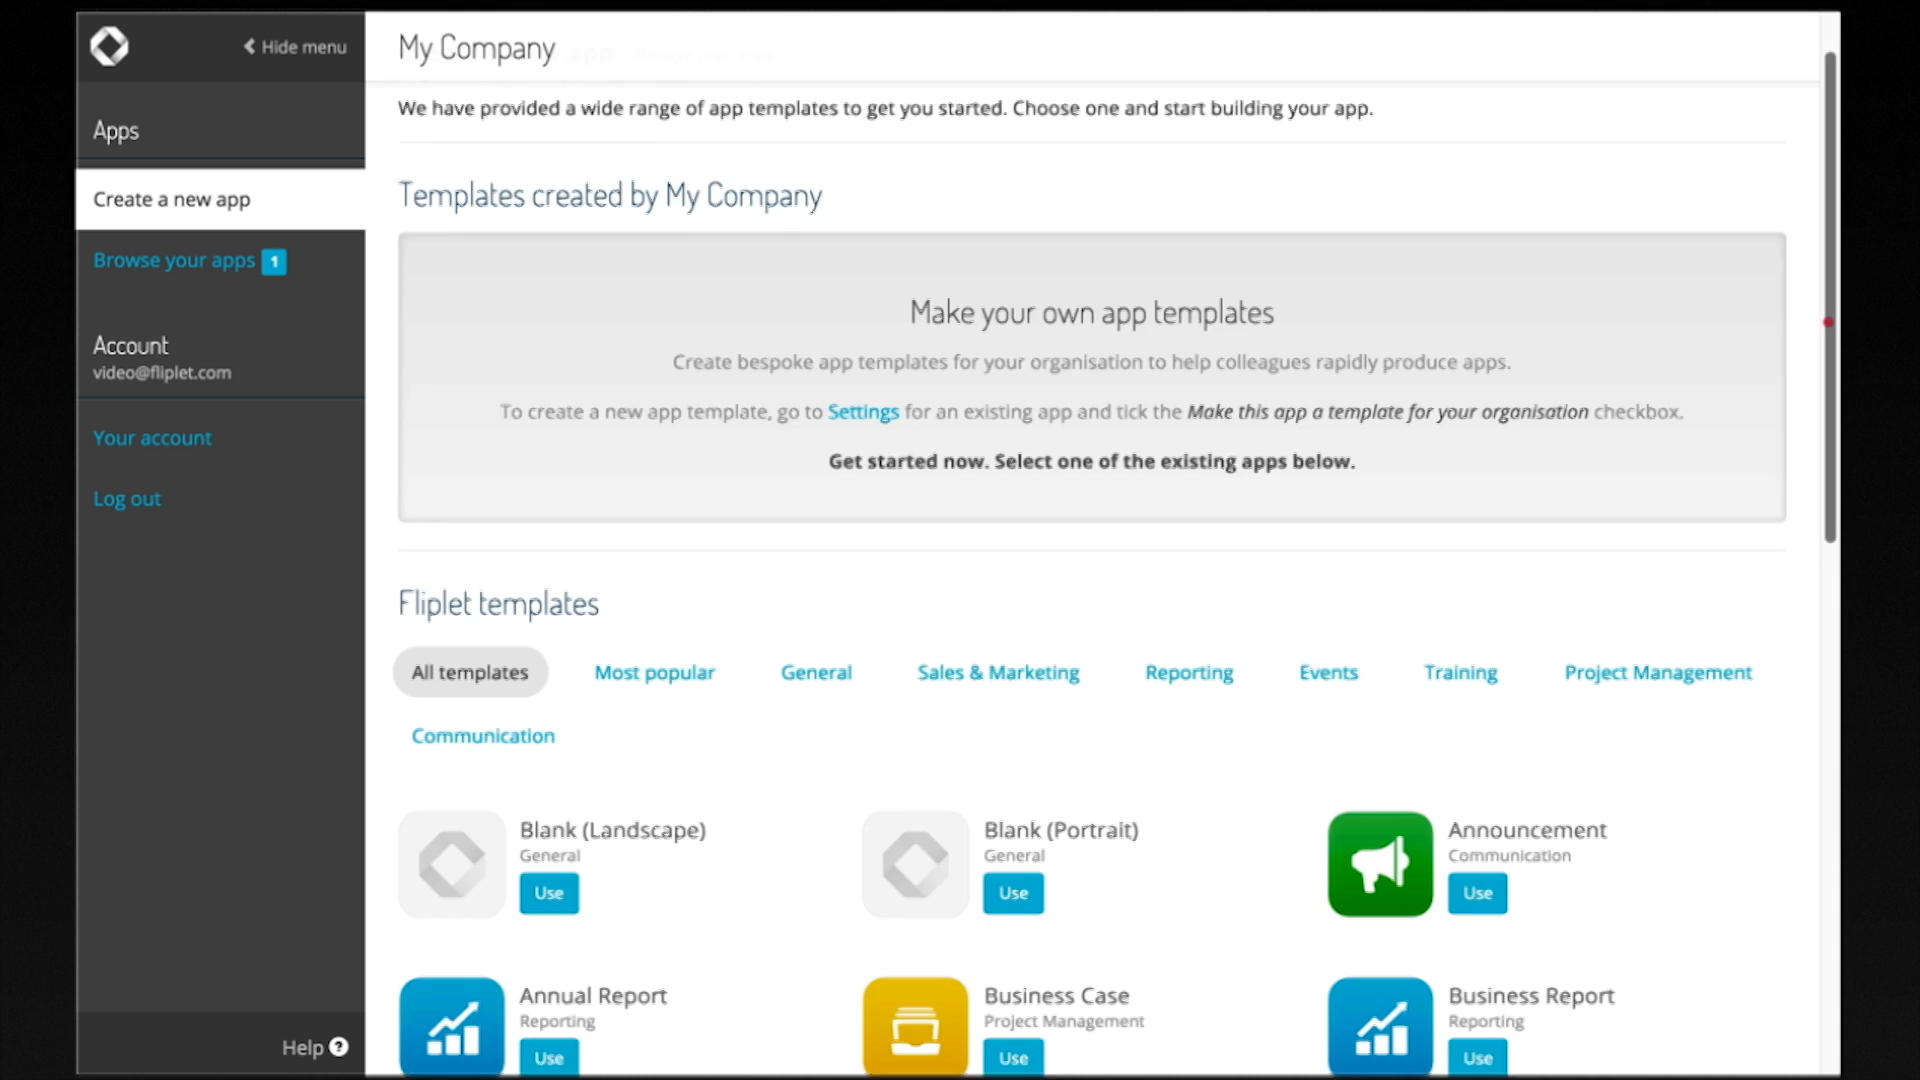 Hide menu
My Company
Apps
Create a new app
Browse your apps 1
Account
video@fliplet.com
Your account
Log out
Help ?
We have provided a wide range of app templates to get you started. Choose one and start building your app.
Templates created by My Company
Make your own app templates
Create bespoke app templates for your organisation to help colleagues rapidly produce apps.
To create a new app template, go to Settings for an existing app and tick the Make this app a template for your organisation checkbox.
Get started now. Select one of the existing apps below.
Fliplet templates
All templates Most popular General Sales & Marketing Reporting Events Training Project Management
Communication
Blank (Landscape)
General
Use
Blank (Portrait)
General
Use
Announcement
Communication
Use
Annual Report
Reporting
Use
Business Case
Project Management
Use
Business Report
Reporting
Use